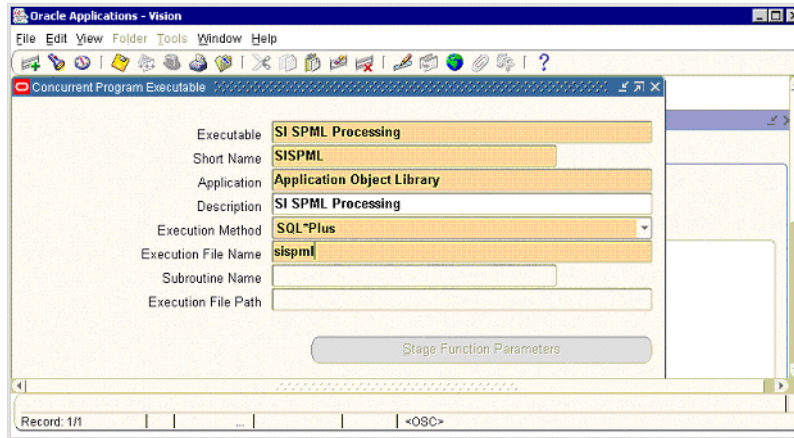 Oracle Applications - Vision
File Edit View Folder Tools Window Help
?
Concurrent Program Executable
Executable SI SPML Processing
Short Name SISPML
Application Application Object Library
Description SI SPML Processing
Execution Method SQL*Plus
Execution File Name sispml
Subroutine Name
Execution File Path
Stage Function Parameters
Record: 1/1 ... <OSC>